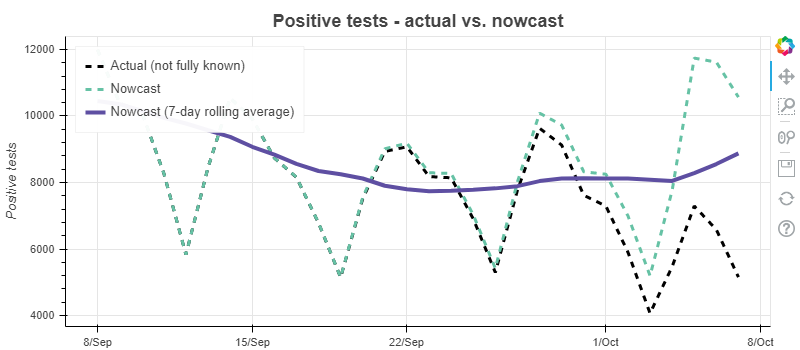 Positive tests - actual vs. nowcast
Positive tests
12000
10000
8000
6000
4000
Actual (not fully known)
Nowcast
Nowcast (7-day rolling average)
8/Sep
15/Sep
22/Sep
1/Oct
8/Oct